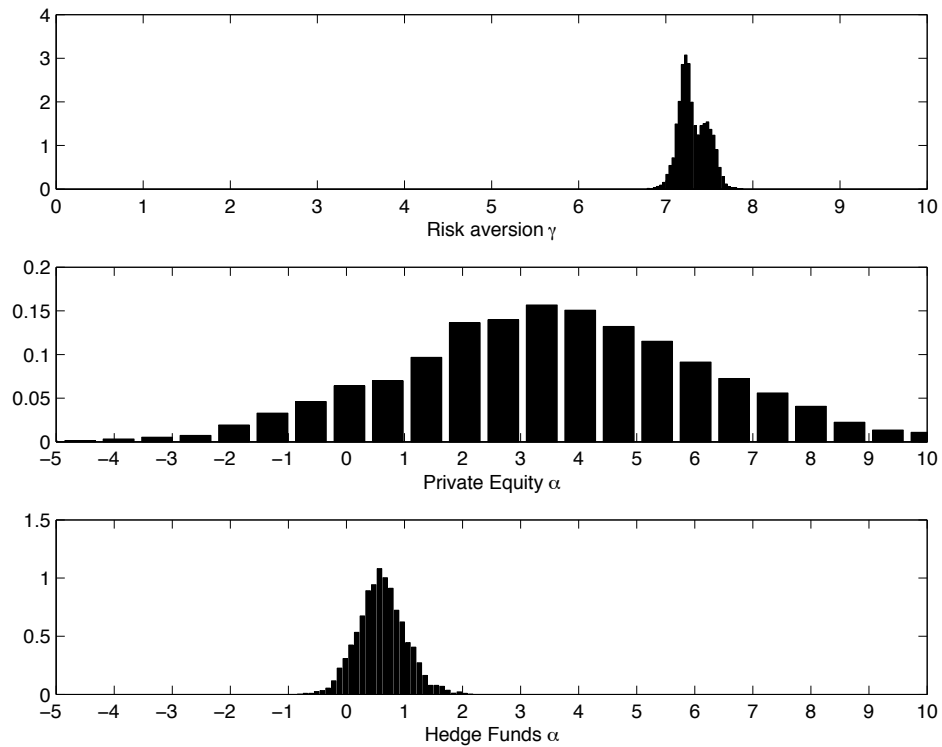 4
3
2
1
0
0 1 2 3 4 5 6 7 8 9 10
Risk aversion γ
0.2
0.15
0.1
0.05
0
−5 −4 −3 −2 −1 0 1 2 3 4 5 6 7 8 9 10
Private Equity α
1.5
1
0.5
0
−5 −4 −3 −2 −1 0 1 2 3 4 5 6 7 8 9 10
Hedge Funds α